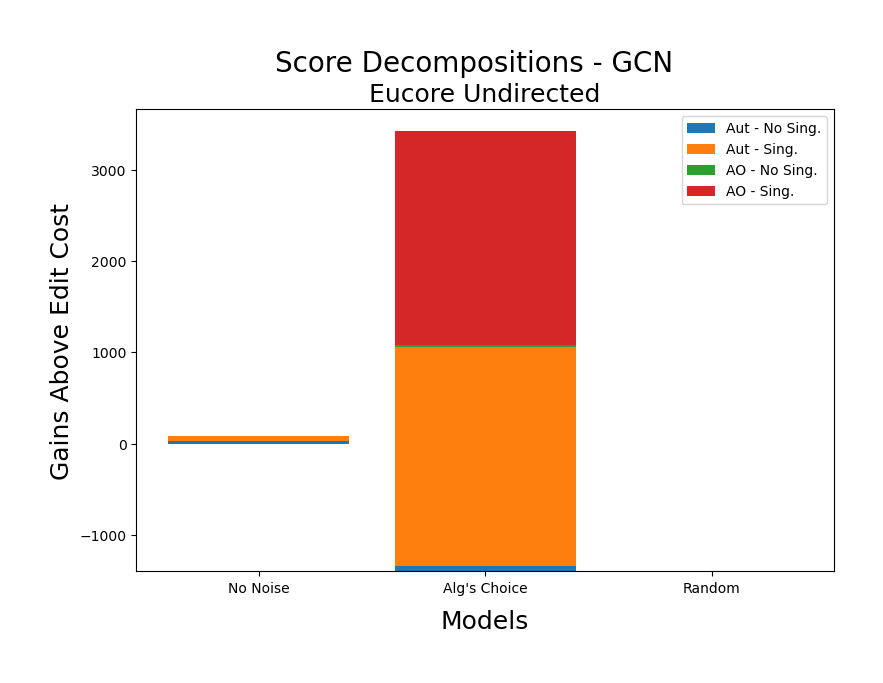 Score Decompositions - GCN
Eucore Undirected
Aut - No Sing.
Aut - Sing.
AO - No Sing.
AO - Sing.
Gains Above Edit Cost
3000
2000
1000
0
−1000
No Noise
Alg's Choice
Random
Models